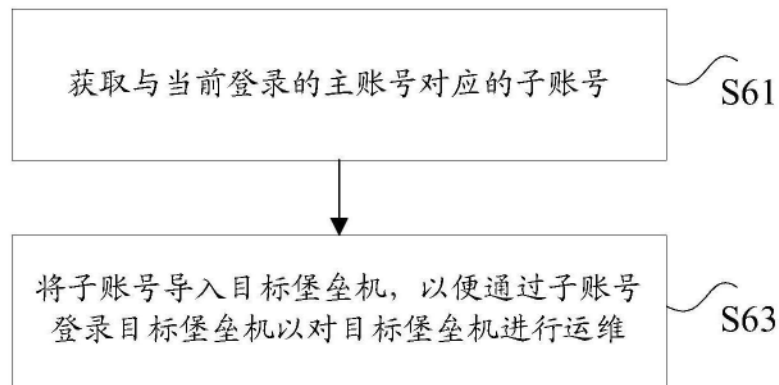 获取与当前登录的主账号对应的子账号
S61
将子账号导入目标堡垒机，以便通过子账号
登录目标堡垒机以对目标堡垒机进行运维
S63